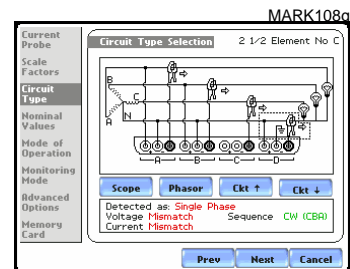 MARK108g
Current Probe
Scale Factors
Circuit Type
Nominal Values
Mode of Operation
Monitoring Mode
Advanced Options
Memory Card
Circuit Type Selection 2 1/2 Element No C
B
C
A
N
A B C D
Scope Phasor Ckt ↑ Ckt ↓
Detected as: Single Phase
Voltage Mismatch Sequence CW (CBA)
Current Mismatch
Prev Next Cancel